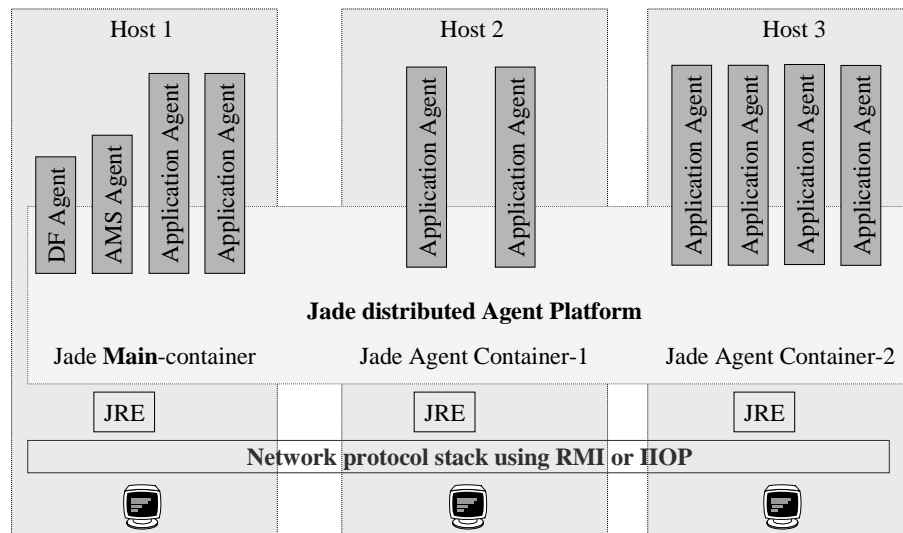 Host 1
Host 2
Host 3
DF Agent
AMS Agent
Application Agent
Application Agent
Application Agent
Application Agent
Application Agent
Application Agent
Application Agent
Application Agent
Jade distributed Agent Platform
Jade Main-container
Jade Agent Container-1
Jade Agent Container-2
JRE
JRE
JRE
Network protocol stack using RMI or IIOP